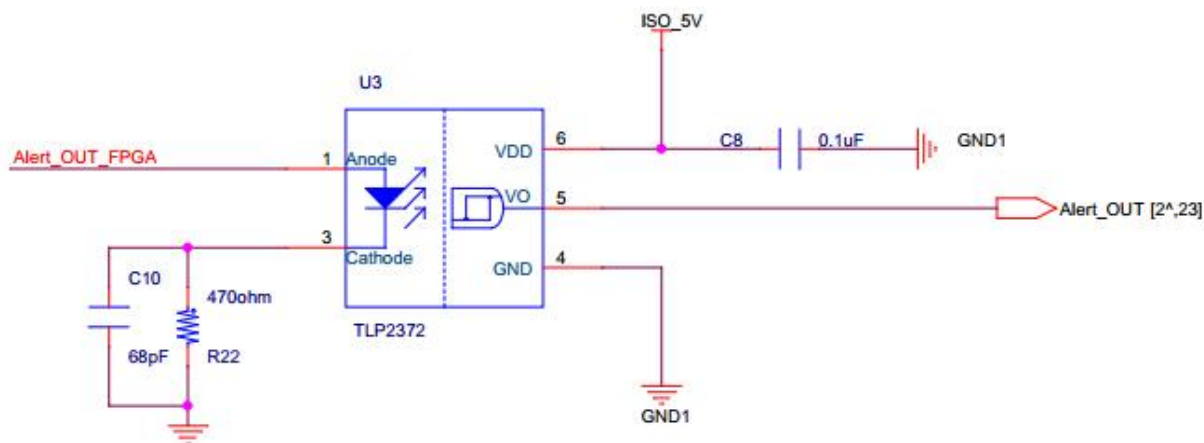 ISO_5V
U3
Alert_OUT_FPGA
1
Anode
VDD
6
C8
0.1uF
GND1
VO
5
Alert_OUT [2^,23]
3
Cathode
GND
4
C10
470ohm
TLP2372
68pF
R22
GND1